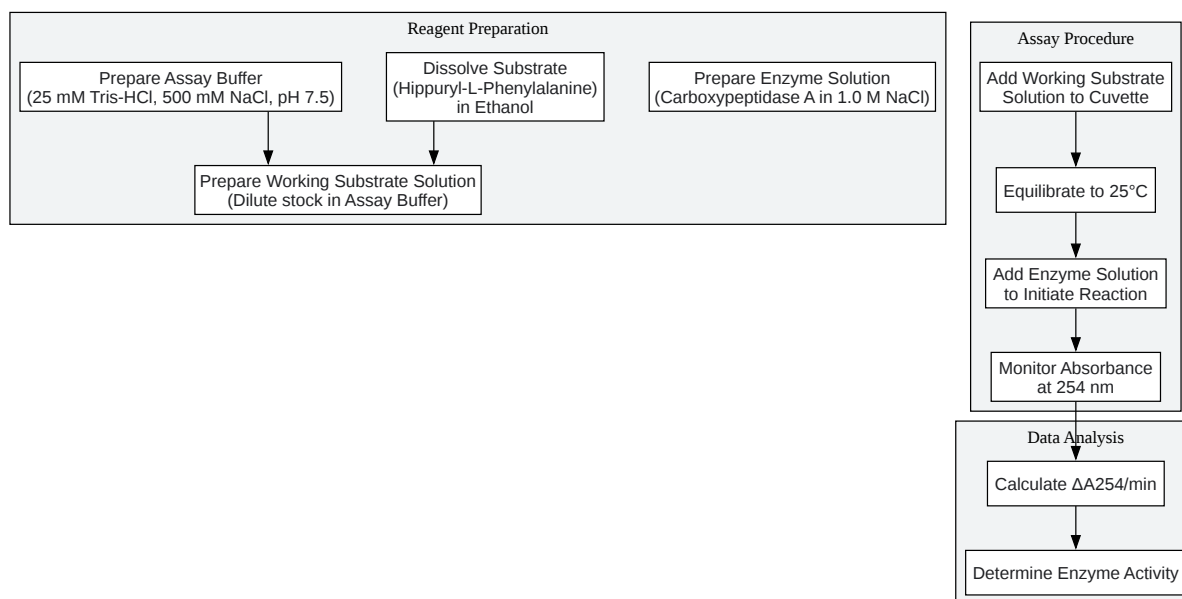 Reagent Preparation
Prepare Assay Buffer
(25 mM Tris-HCl, 500 mM NaCl, pH 7.5)
Dissolve Substrate
(Hippuryl-L-Phenylalanine)
in Ethanol
Prepare Enzyme Solution
(Carboxypeptidase A in 1.0 M NaCl)
Prepare Working Substrate Solution
(Dilute stock in Assay Buffer)
Assay Procedure
Add Working Substrate
Solution to Cuvette
Equilibrate to 25°C
Add Enzyme Solution
to Initiate Reaction
Monitor Absorbance
at 254 nm
Data Analysis
Calculate ΔA254/min
Determine Enzyme Activity